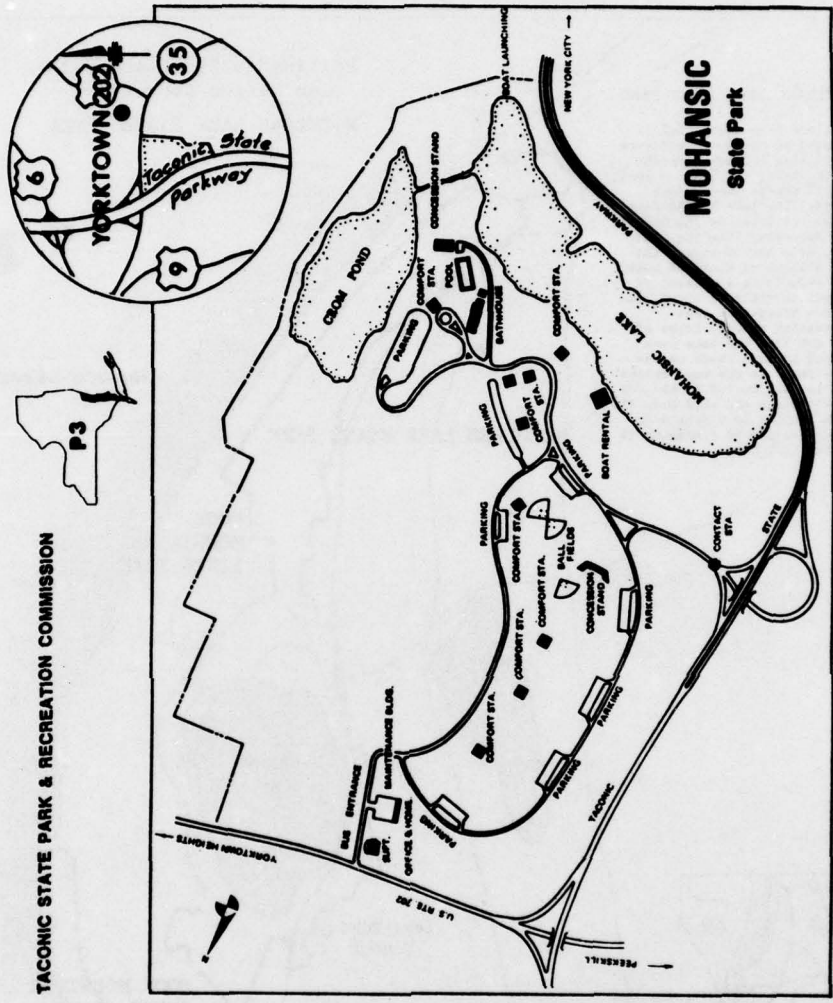 TACONIC STATE PARK & RECREATION COMMISSION
P3
6
YORKTOWN
202
35
Taconic State
Parkway
9
MOHANSIC
State Park
NEW YORK CITY
BOAT LAUNCHING
PARKWAY
CROM POND
CONCESSION STAND
COMFORT STA.
POOL
BATHHOUSE
PARKING
COMFORT STA.
MOHANSIC LAKE
PARKING
COMFORT STA.
BOAT RENTAL
PARKING
PARKING
COMFORT STA.
BALL
FIELDS
COMFORT STA.
CONCESSION
STAND
CONTACT
STA
STATE
COMFORT STA.
PARKING
PARKING
COMFORT STA.
PARKING
MAINTENANCE BLDS.
BUS ENTRANCE
SUPT.
OFFICE & HOME
PARKING
TACONIC
YORKTOWN HEIGHTS
U.S RTE. 202
PEEKSKILL